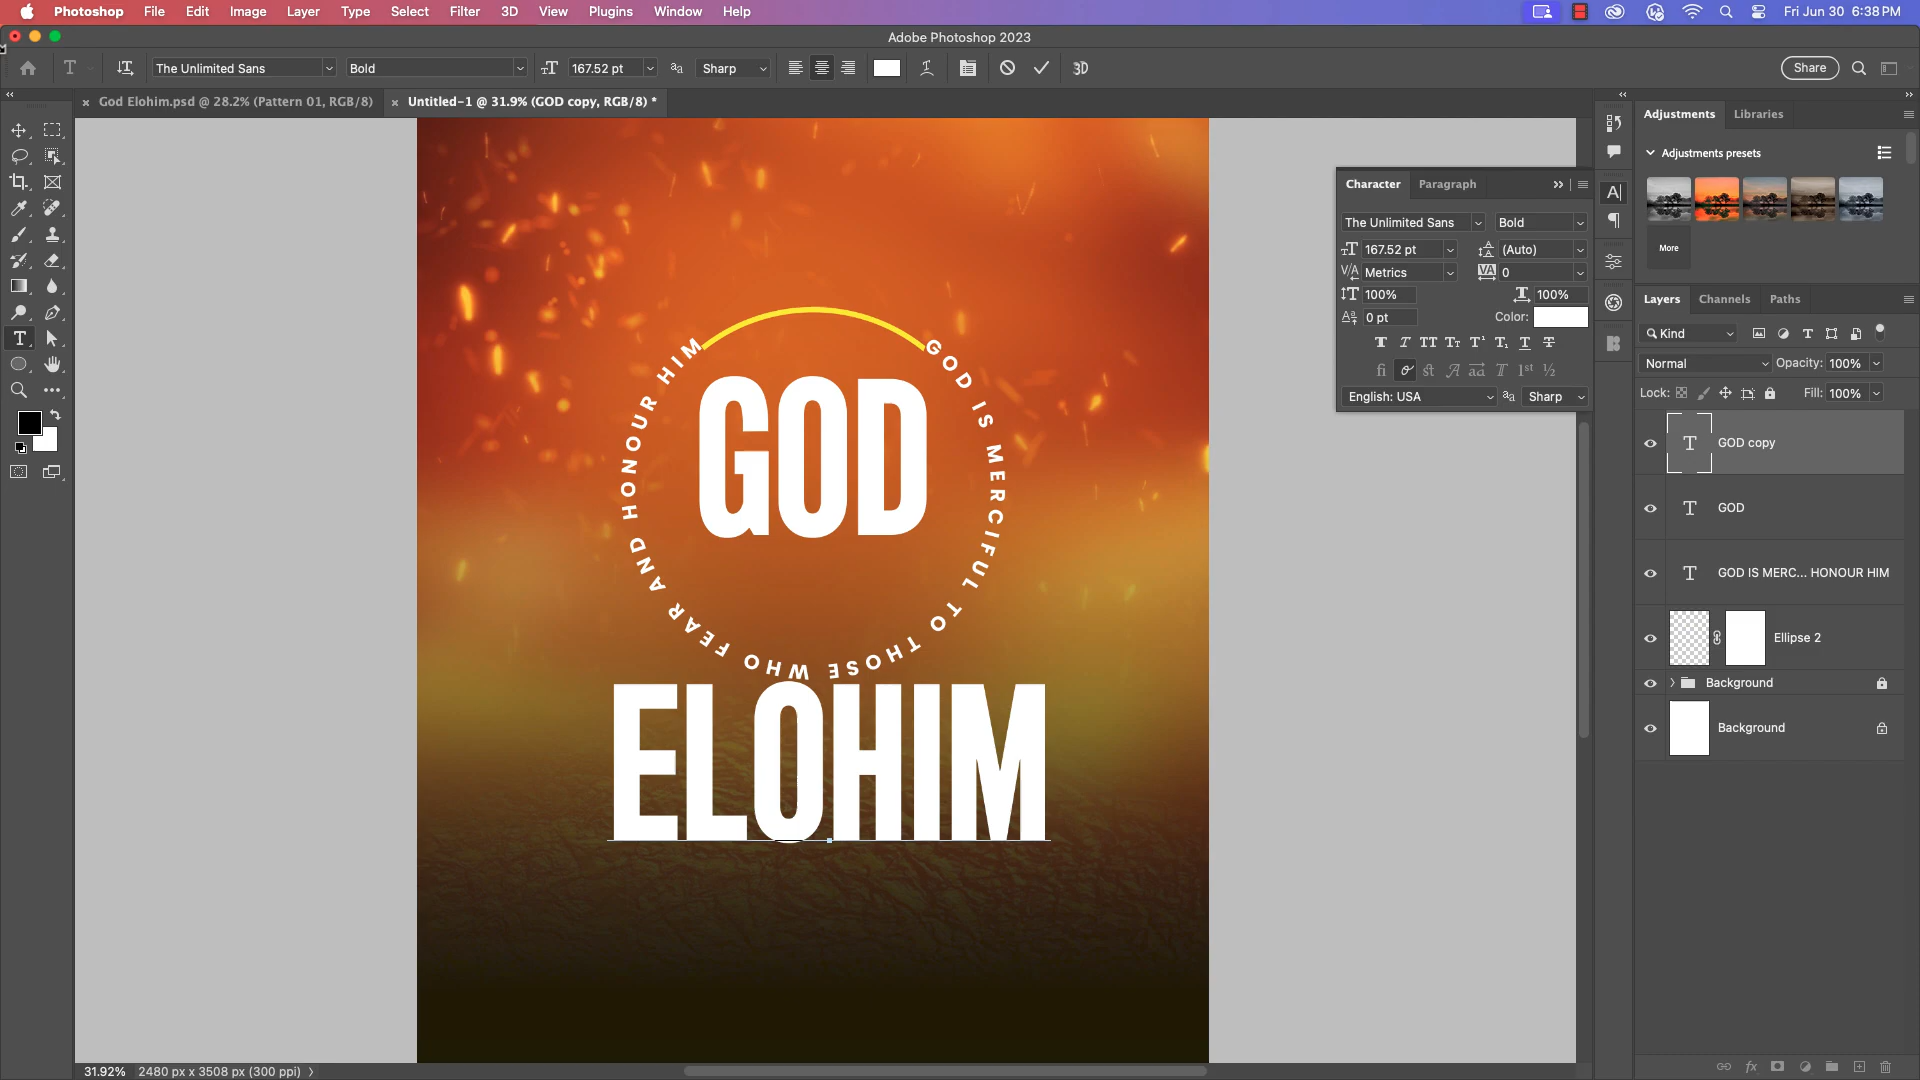 Photoshop File Edit Image Layer Type Select Filter 3D View Plugins Window Help Fri Jun 30 6:38 PM
Adobe Photoshop 2023
The Unlimited Sans Bold 167.52 pt Sharp 3D Share
God Elohim.psd @ 28.2% (Pattern 01, RGB/8) Untitled-1 @ 31.9% (GOD copy, RGB/8) *
Adjustments Libraries
Adjustments presets
More
Character Paragraph
The Unlimited Sans Bold
167.52 pt (Auto)
Metrics 0
100% 100%
0 pt Color:
English: USA Sharp
Layers Channels Paths
Kind
Normal Opacity: 100%
Lock: Fill: 100%
GOD copy
GOD
GOD IS MERC... HONOUR HIM
Ellipse 2
Background
Background
GOD IS MERCIFUL TO THOSE WHO FEAR AND HONOUR HIM
GOD
ELOHIM
31.92% 2480 px x 3508 px (300 ppi)